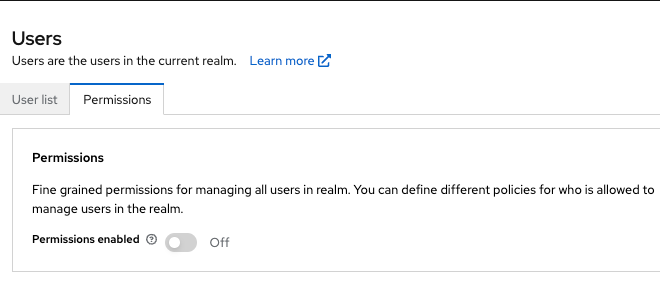 Users
Users are the users in the current realm. Learn more
User list Permissions
Permissions
Fine grained permissions for managing all users in realm. You can define different policies for who is allowed to
manage users in the realm.
Permissions enabled Off